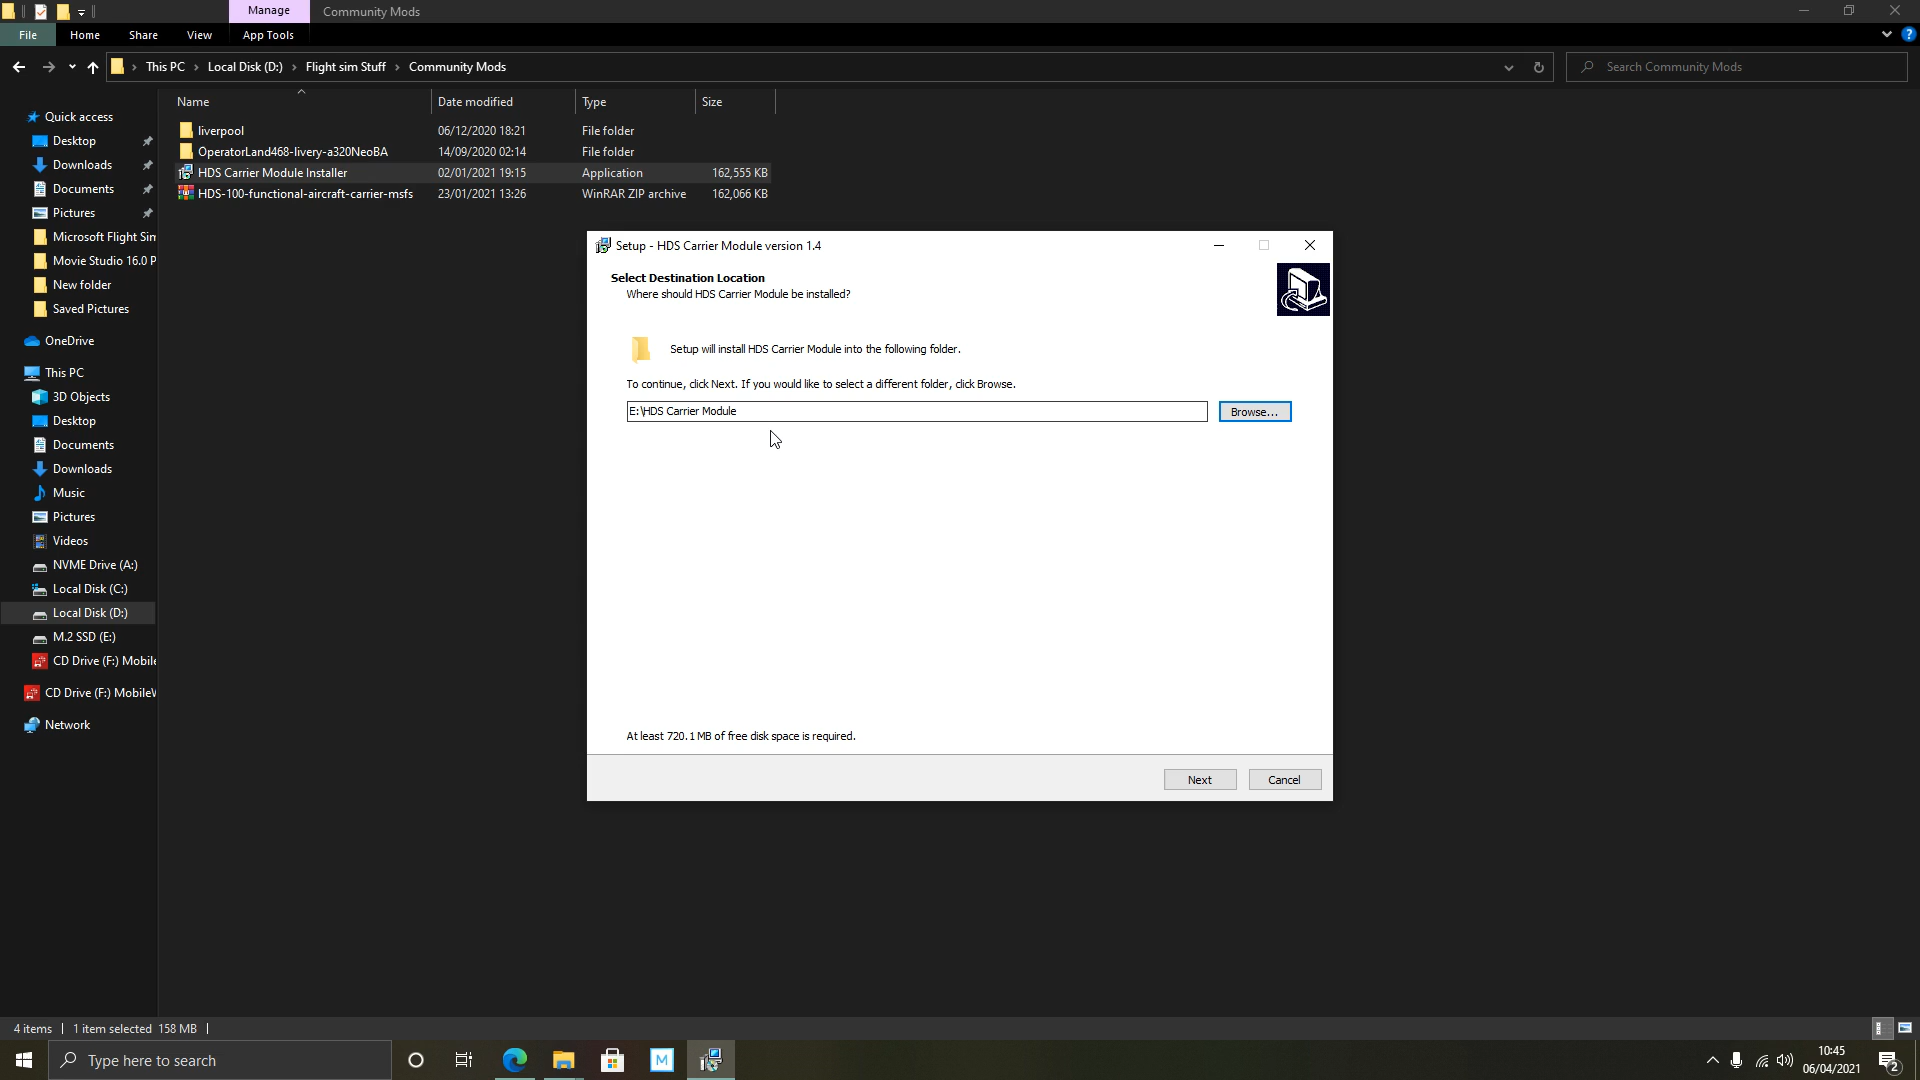 Manage
Community Mods
File
Home
Share
View
App Tools
This PC
Local Disk (D:)
Flight sim Stuff
Community Mods
Search Community Mods
Name
Date modified
Type
Size
liverpool
06/12/2020 18:21
File folder
OperatorLand468-livery-a320NeoBA
14/09/2020 02:14
File folder
HDS Carrier Module Installer
02/01/2021 19:15
Application
162,555 KB
HDS-100-functional-aircraft-carrier-msfs
23/01/2021 13:26
WinRAR ZIP archive
162,066 KB
Quick access
Desktop
Downloads
Documents
Pictures
Microsoft Flight Sim
Movie Studio 16.0 P
New folder
Saved Pictures
OneDrive
This PC
3D Objects
Desktop
Documents
Downloads
Music
Pictures
Videos
NVME Drive (A:)
Local Disk (C:)
Local Disk (D:)
M.2 SSD (E:)
CD Drive (F:) Mobile
CD Drive (F:) MobileW
Network
Setup - HDS Carrier Module version 1.4
Select Destination Location
Where should HDS Carrier Module be installed?
Setup will install HDS Carrier Module into the following folder.
To continue, click Next. If you would like to select a different folder, click Browse.
E:\HDS Carrier Module
Browse...
At least 720.1 MB of free disk space is required.
Next
Cancel
4 items
1 item selected 158 MB
Type here to search
M
10:45
06/04/2021
2